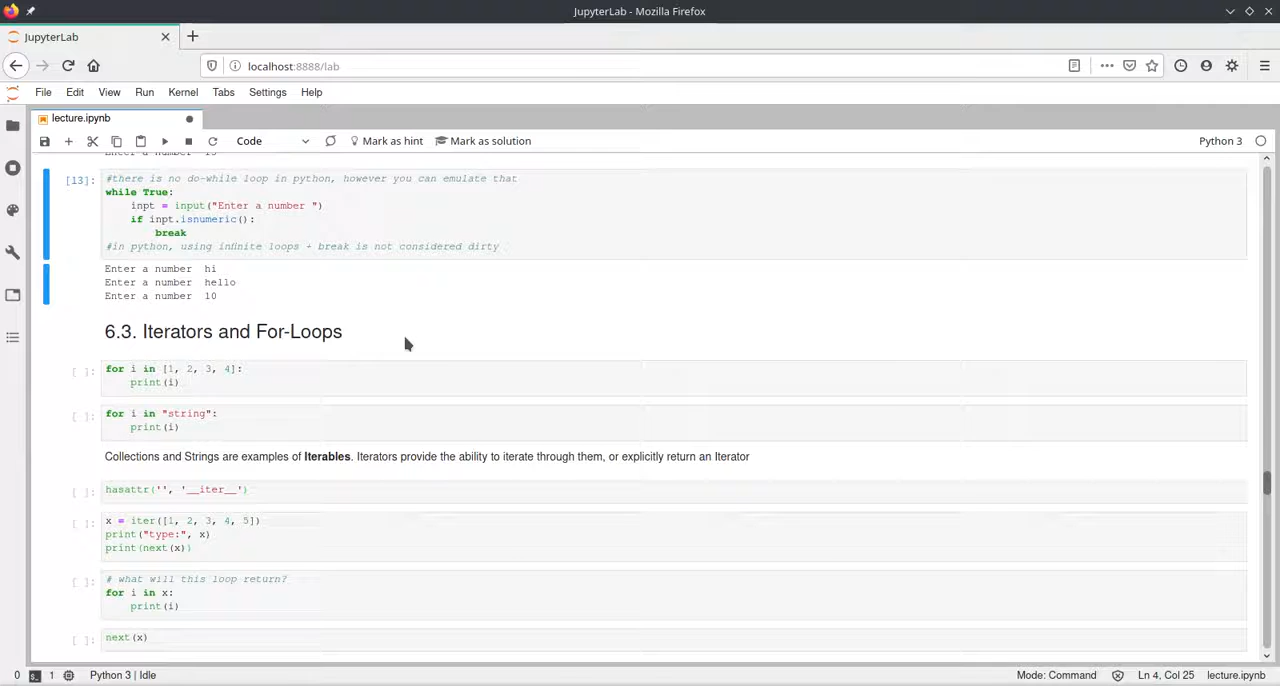 JupyterLab - Mozilla Firefox
JupyterLab
localhost:8888/lab
File Edit View Run Kernel Tabs Settings Help
lecture.ipynb
Code Mark as hint Mark as solution Python 3
[13]: #there is no do-while loop in python, however you can emulate that
while True:
inpt = input("Enter a number ")
if inpt.isnumeric():
break
#in python, using infinite loops + break is not considered dirty
Enter a number hi
Enter a number hello
Enter a number 10
6.3. Iterators and For-Loops
[ ]: for i in [1, 2, 3, 4]:
print(i)
[ ]: for i in "string":
print(i)
Collections and Strings are examples of Iterables. Iterators provide the ability to iterate through them, or explicitly return an Iterator
[ ]: hasattr('', '__iter__')
[ ]: x = iter([1, 2, 3, 4, 5])
print("type:", x)
print(next(x))
[ ]: # what will this loop return?
for i in x:
print(i)
[ ]: next(x)
0 1 Python 3 | Idle Mode: Command Ln 4, Col 25 lecture.ipynb